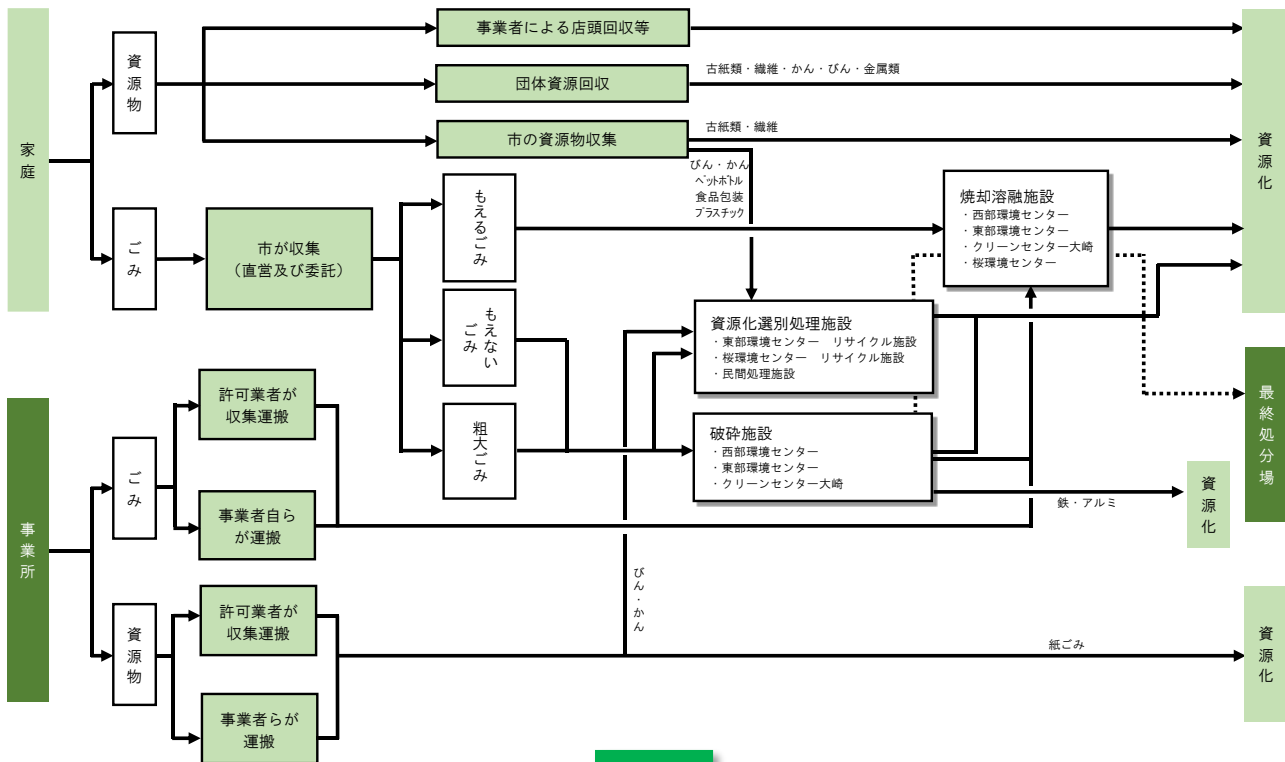 家庭
資源物
ごみ
事業者による店頭回収等
団体資源回収
古紙類・繊維・かん・びん・金属類
市の資源物収集
古紙類・繊維
びん・かん
ペットボトル
食品包装
プラスチック
資源化
市が収集
（直営及び委託）
もえるごみ
もえない
ごみ
粗大ごみ
焼却溶融施設
・西部環境センター
・東部環境センター
・クリーンセンター大崎
・桜環境センター
資源化選別処理施設
・東部環境センター　リサイクル施設
・桜環境センター　リサイクル施設
・民間処理施設
破砕施設
・西部環境センター
・東部環境センター
・クリーンセンター大崎
最終処分場
鉄・アルミ
資源化
事業所
ごみ
許可業者が
収集運搬
事業者自ら
が運搬
資源物
許可業者が
収集運搬
事業者らが
運搬
びん・かん
紙ごみ
資源化